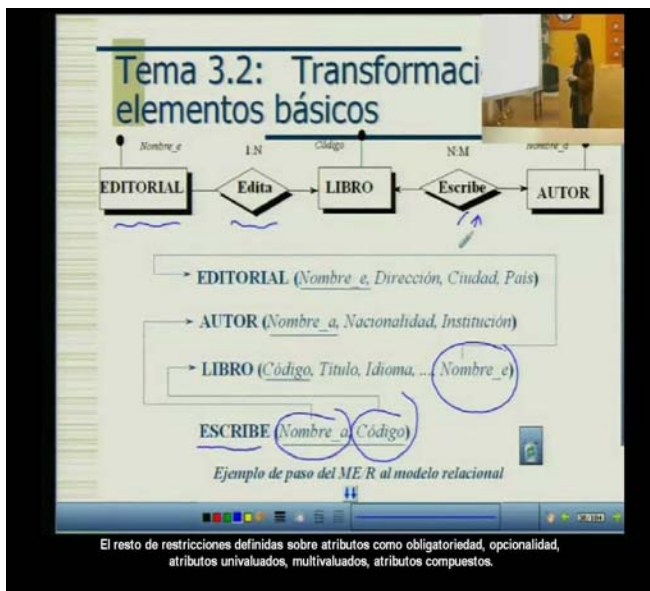 Tema 3.2: Transformaci
elementos básicos
Nombre_e
1:N
Código
N:M
Nombre_a
EDITORIAL
Edita
LIBRO
Escribe
AUTOR
EDITORIAL (Nombre_e, Dirección, Ciudad, País)
AUTOR (Nombre_a, Nacionalidad, Institución)
LIBRO (Código, Título, Idioma, ..., Nombre_e)
ESCRIBE (Nombre_a, Código)
Ejemplo de paso del ME/R al modelo relacional
El resto de restricciones definidas sobre atributos como obligatoriedad, opcionalidad,
atributos univaluados, multivaluados, atributos compuestos.